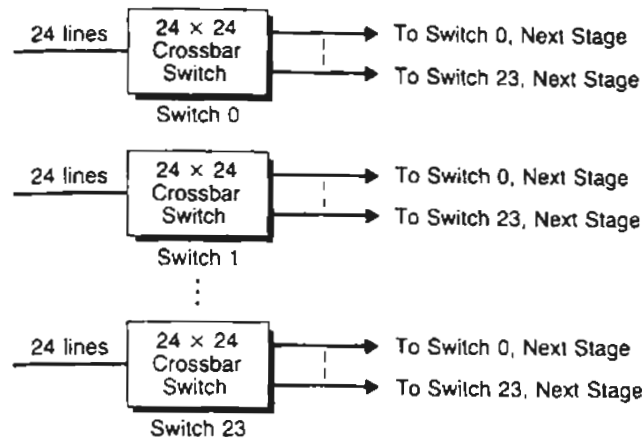 24 lines
24 × 24
Crossbar
Switch
To Switch 0, Next Stage
To Switch 23, Next Stage
Switch 0
24 lines
24 × 24
Crossbar
Switch
To Switch 0, Next Stage
To Switch 23, Next Stage
Switch 1
24 lines
24 × 24
Crossbar
Switch
To Switch 0, Next Stage
To Switch 23, Next Stage
Switch 23